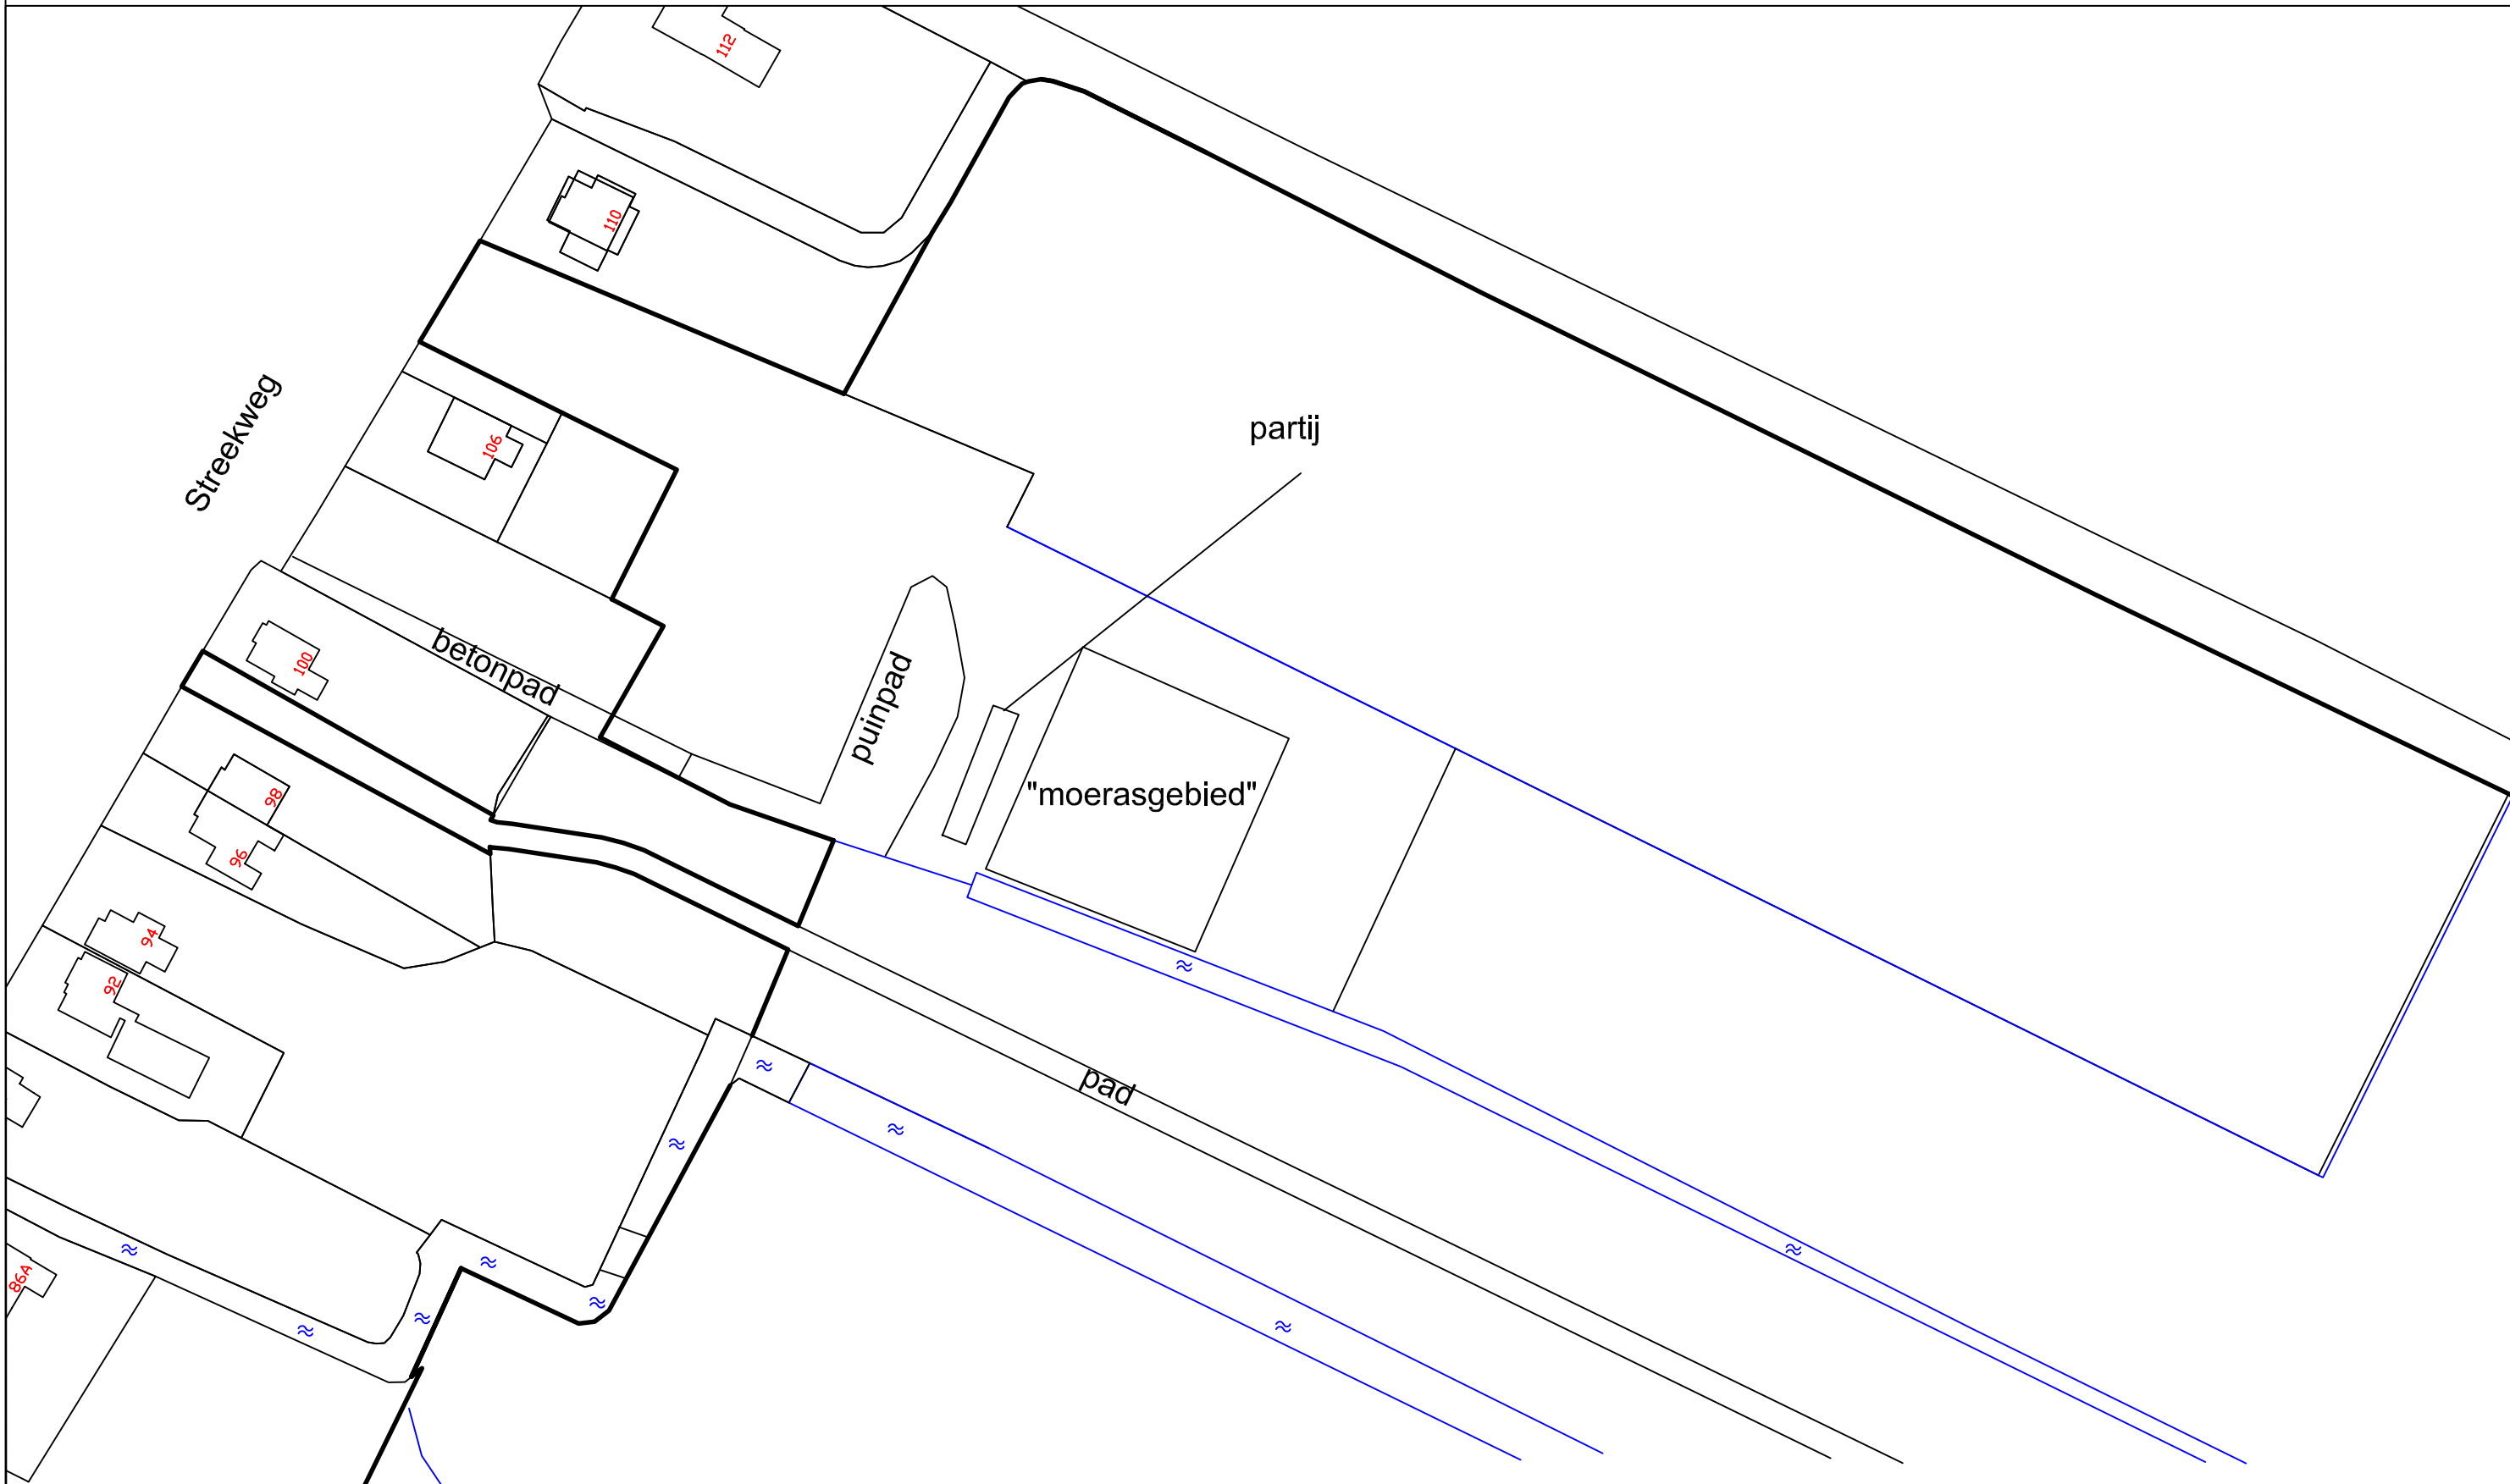 112
110
Streekweg
partij
106
betonpad
100
puinpad
"moerasgebied"
98
96
94
92
pad
86A